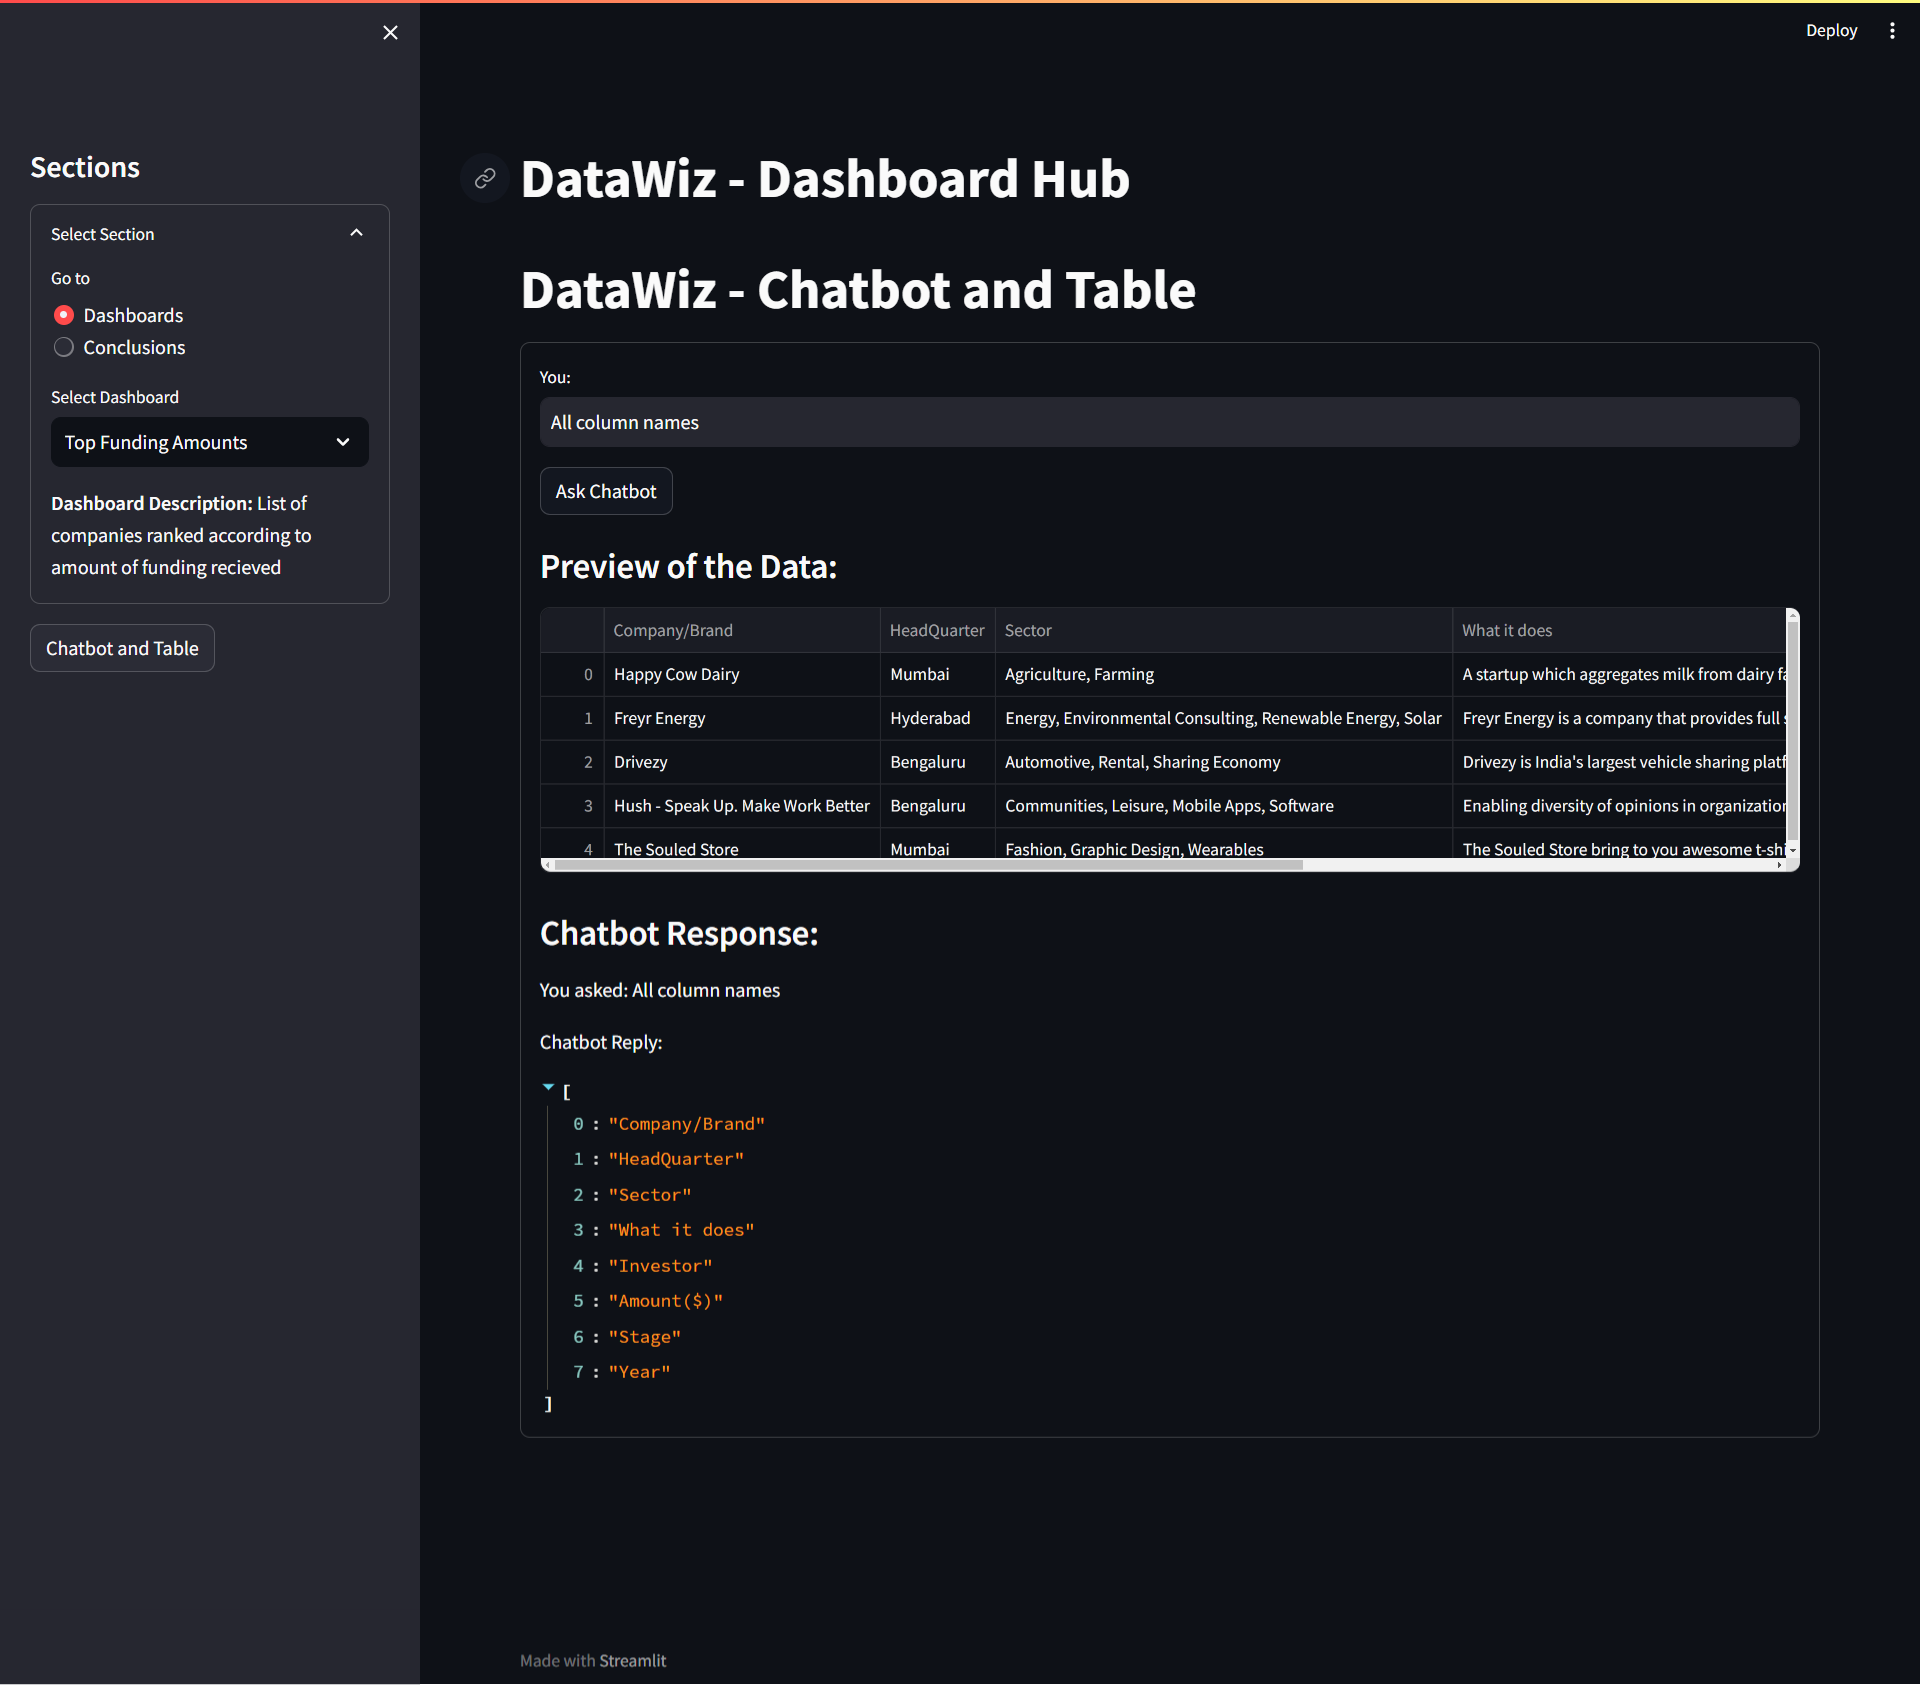 Deploy
Sections
Select Section
Go to
Dashboards
Conclusions
Select Dashboard
Top Funding Amounts
Dashboard Description: List of
companies ranked according to
amount of funding recieved
Chatbot and Table
DataWiz - Dashboard Hub
DataWiz - Chatbot and Table
You:
All column names
Ask Chatbot
Preview of the Data:
Company/Brand HeadQuarter Sector What it does
0 Happy Cow Dairy Mumbai Agriculture, Farming A startup which aggregates milk from dairy
1 Freyr Energy Hyderabad Energy, Environmental Consulting, Renewable Energy, Solar Freyr Energy is a company that provides full
2 Drivezy Bengaluru Automotive, Rental, Sharing Economy Drivezy is India's largest vehicle sharing
3 Hush - Speak Up. Make Work Better Bengaluru Communities, Leisure, Mobile Apps, Software Enabling diversity of opinions in
4 The Souled Store Mumbai Fashion, Graphic Design, Wearables The Souled Store bring to you awesome
Chatbot Response:
You asked: All column names
Chatbot Reply:
[
0 : "Company/Brand"
1 : "HeadQuarter"
2 : "Sector"
3 : "What it does"
4 : "Investor"
5 : "Amount($)"
6 : "Stage"
7 : "Year"
]
Made with Streamlit